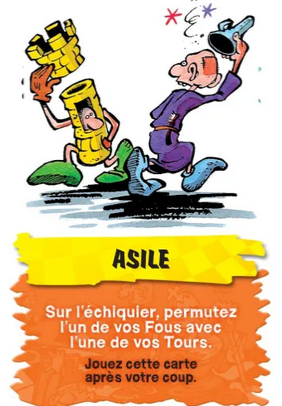 ASILE
Sur l'échiquier, permutez
l'un de vos Fous avec
l'une de vos Tours.
Jouez cette carte
après votre coup.